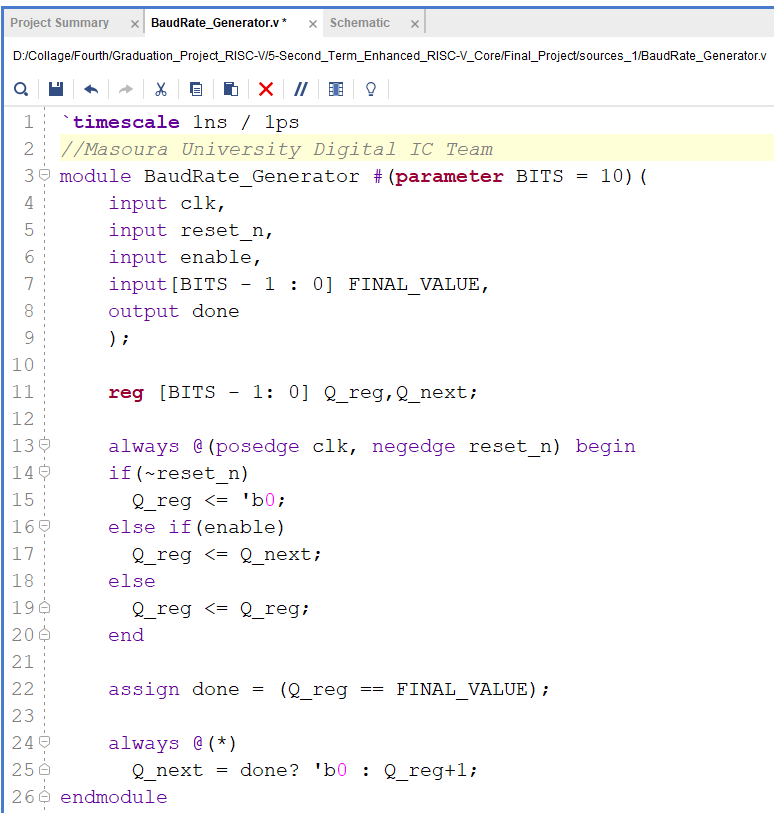 Project Summary × BaudRate_Generator.v * × Schematic ×
D:/Collage/Fourth/Graduation_Project_RISC-V/5-Second_Term_Enhanced_RISC-V_Core/Final_Project/sources_1/BaudRate_Generator.v
1 `timescale 1ns / 1ps
2 //Masoura University Digital IC Team
3 module BaudRate_Generator #(parameter BITS = 10)(
4 input clk,
5 input reset_n,
6 input enable,
7 input[BITS - 1 : 0] FINAL_VALUE,
8 output done
9 );
10
11 reg [BITS - 1: 0] Q_reg,Q_next;
12
13 always @(posedge clk, negedge reset_n) begin
14 if(~reset_n)
15 Q_reg <= 'b0;
16 else if(enable)
17 Q_reg <= Q_next;
18 else
19 Q_reg <= Q_reg;
20 end
21
22 assign done = (Q_reg == FINAL_VALUE);
23
24 always @(*)
25 Q_next = done? 'b0 : Q_reg+1;
26 endmodule